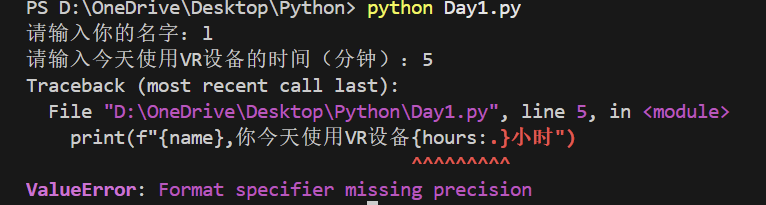 PS D:\OneDrive\Desktop\Python> python Day1.py
请输入你的名字：l
请输入今天使用VR设备的时间（分钟）：5
Traceback (most recent call last):
  File "D:\OneDrive\Desktop\Python\Day1.py", line 5, in <module>
    print(f"{name},你今天使用VR设备{hours:.}小时")
                                  ^^^^^^^^^
ValueError: Format specifier missing precision